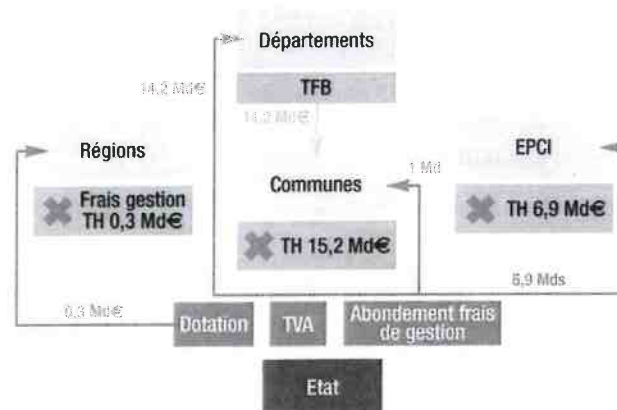 Départements
14,2 Md€
TFB
14,2 Md€
Régions
EPCI
1 Md
Communes
Frais gestion
TH 0,3 Md€
TH 6,9 Md€
TH 15,2 Md€
0,3 Md€
6,9 Mds
Dotation
TVA
Abondement frais
de gestion
Etat